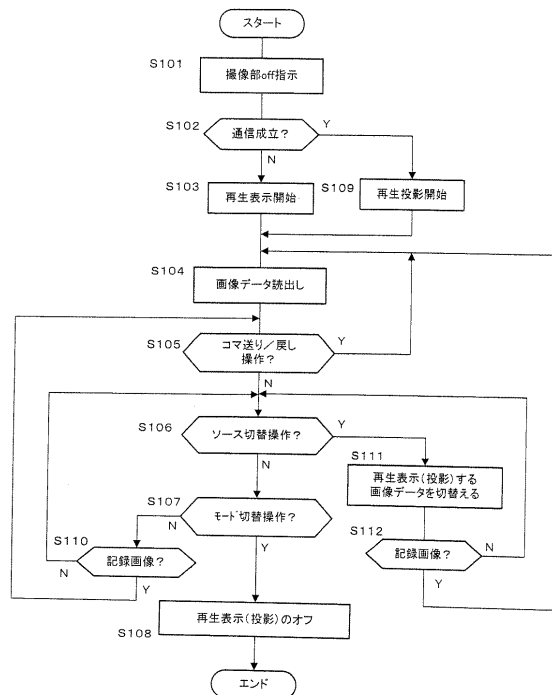 スタート
S101
撮像部off指示
S102
通信成立?
Y
N
S103
再生表示開始
S109
再生投影開始
S104
画像データ読出し
S105
コマ送り/戻し
操作?
Y
N
S106
ソース切替操作?
Y
N
S111
再生表示(投影)する
画像データを切替える
S107
モード切替操作?
N
Y
S112
記録画像?
N
Y
S110
記録画像?
N
Y
S108
再生表示(投影)のオフ
エンド